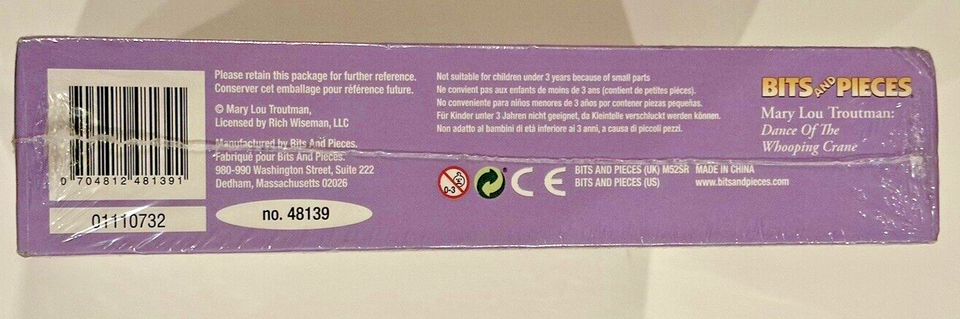 0 704812 481391
01110732
Please retain this package for further reference.
Conserver cet emballage pour référence future.
© Mary Lou Troutman,
Licensed by Rich Wiseman, LLC
Manufactured by Bits And Pieces.
Fabriqué pour Bits And Pieces.
980-990 Washington Street, Suite 222
Dedham, Massachusetts 02026
no. 48139
Not suitable for children under 3 years because of small parts
Ne convient pas aux enfants de moins de 3 ans (contient de petites piéces).
No conveniente para niños menores de 3 años por contener piezas pequeñas.
Für Kinder unter 3 Jahren nicht geeignet, da Kleinteile verschluckt werden können.
Non adatto al bambini di età inferiore ai 3 anni, a causa di piccoli pezzi.
0-3
CE
BITS AND PIECES (UK) M52SR MADE IN CHINA
BITS AND PIECES (US) www.bitsandpieces.com
BITS AND PIECES
Mary Lou Troutman:
Dance Of The
Whooping Crane